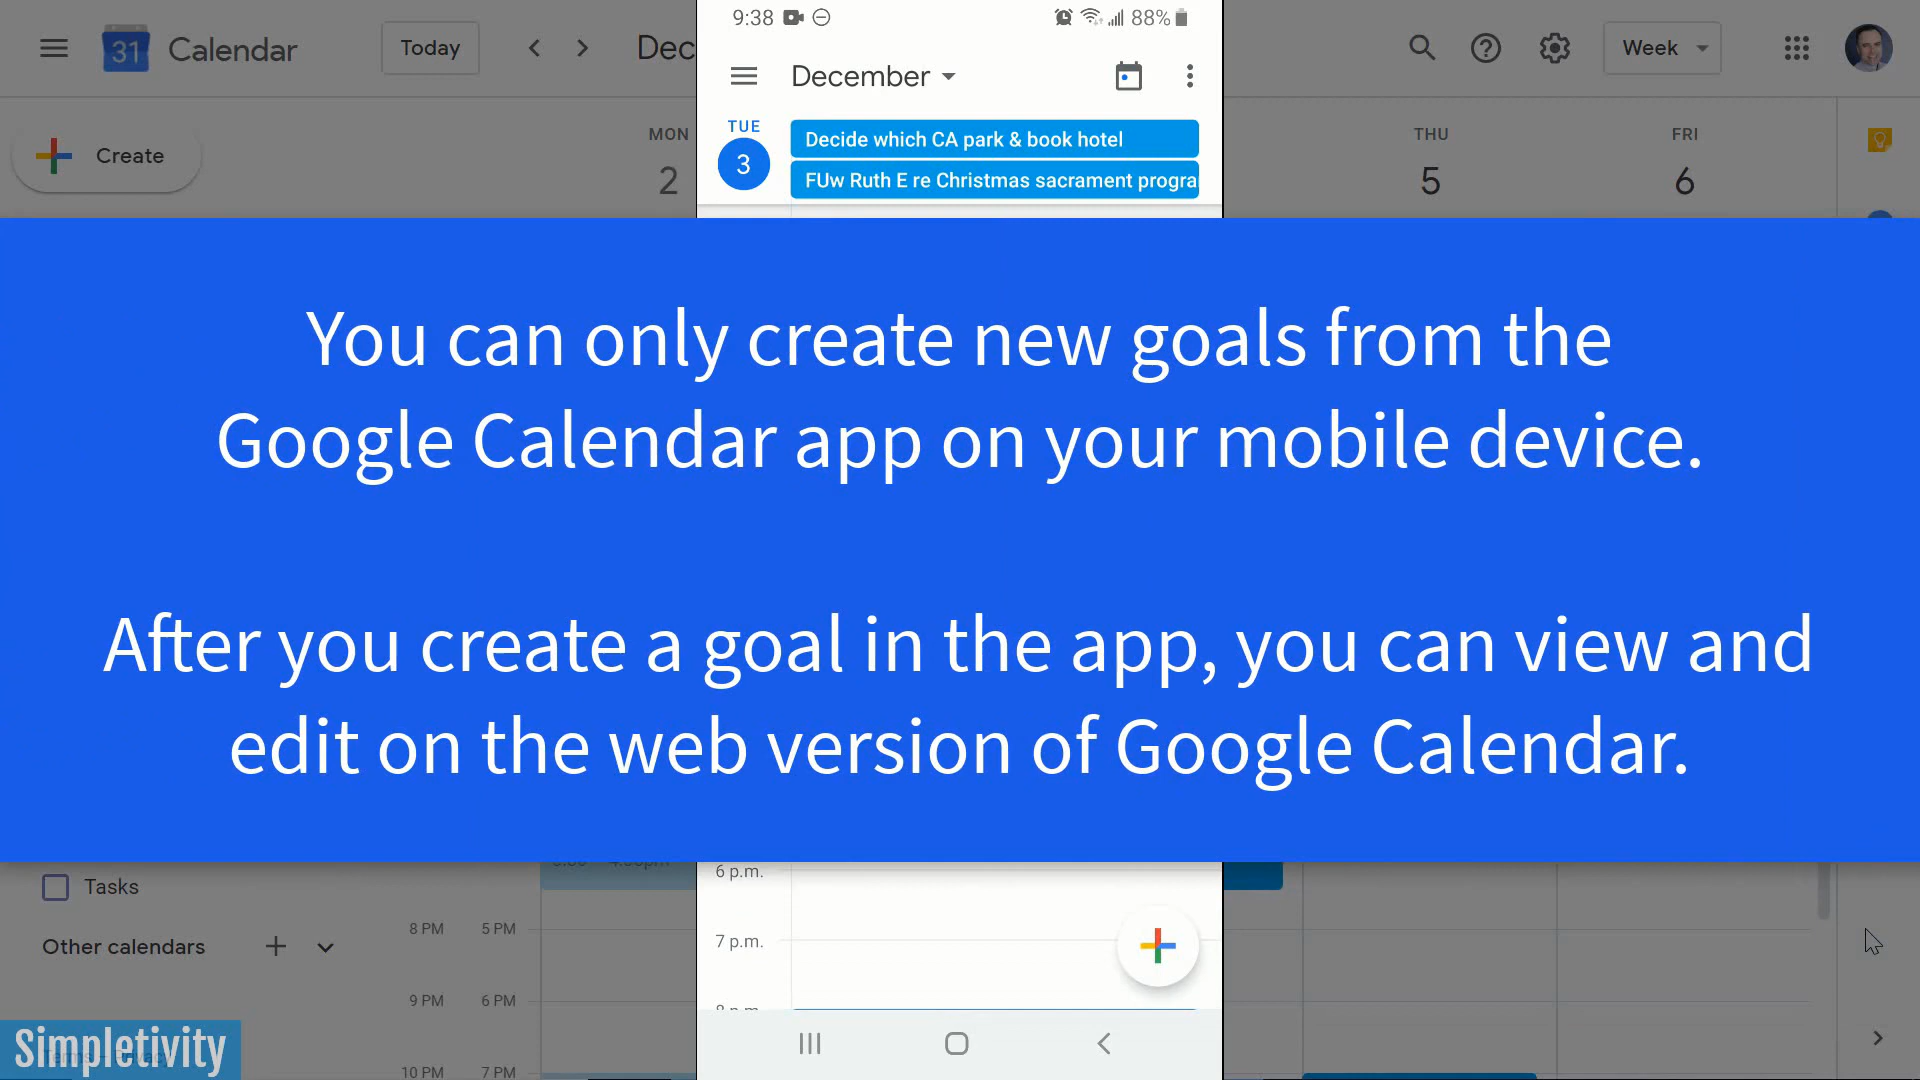 9:38
88%
31
Calendar
Today
Dec
December
Week
Create
MON
2
TUE
3
THU
5
FRI
6
Decide which CA park & book hotel
FUw Ruth E re Christmas sacrament progra
You can only create new goals from the
Google Calendar app on your mobile device.
After you create a goal in the app, you can view and
edit on the web version of Google Calendar.
Tasks
Other calendars
8 PM
5 PM
9 PM
6 PM
10 PM
7 PM
6 p.m.
7 p.m.
Simpletivity